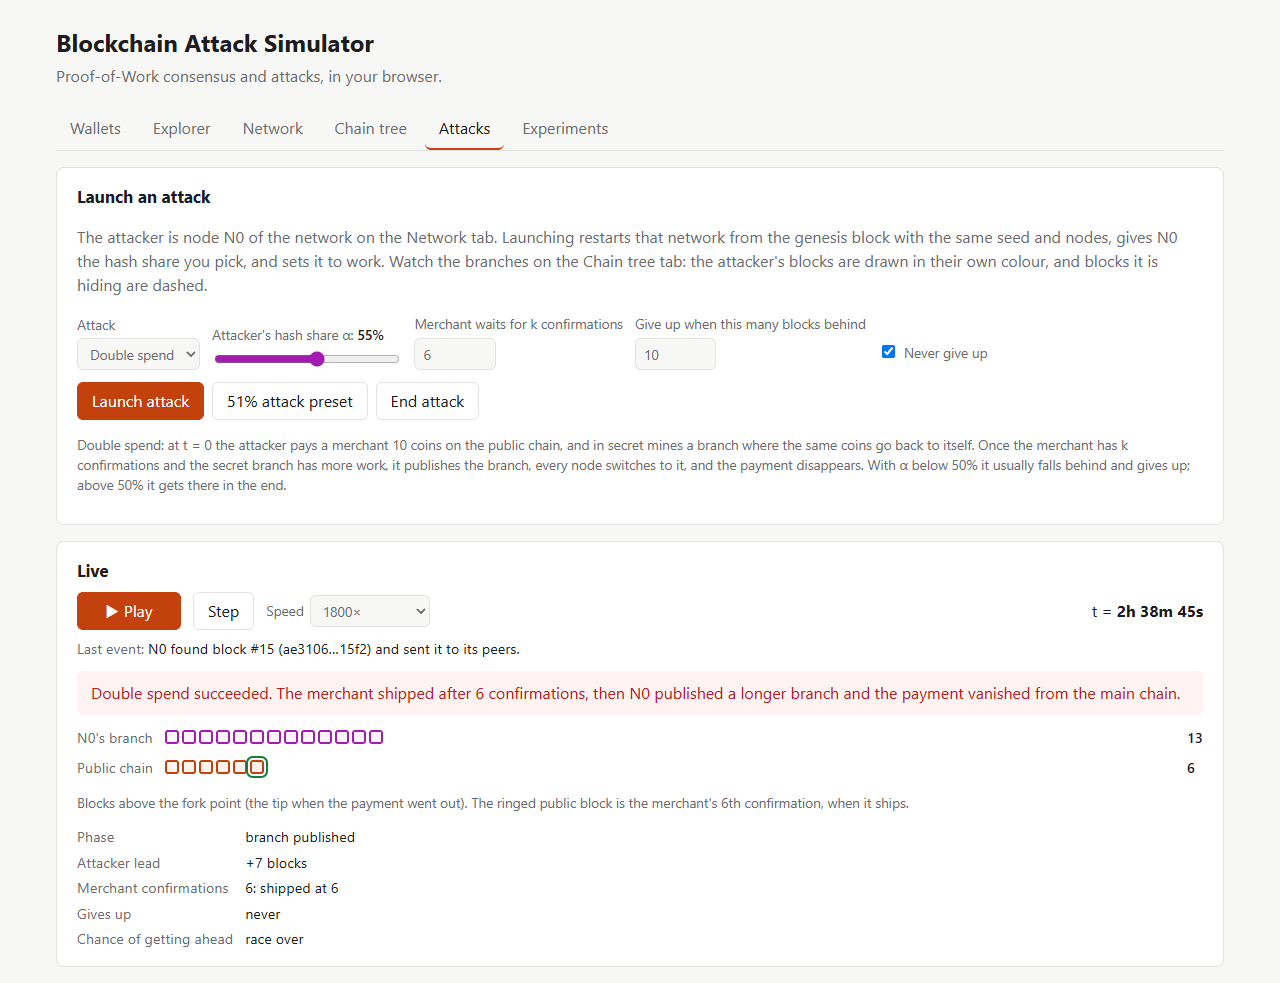 Blockchain Attack Simulator
Proof-of-Work consensus and attacks, in your browser.
Wallets Explorer Network Chain tree Attacks Experiments
Launch an attack
The attacker is node N0 of the network on the Network tab. Launching restarts that network from the genesis block with the same seed and nodes, gives N0
the hash share you pick, and sets it to work. Watch the branches on the Chain tree tab: the attacker's blocks are drawn in their own colour, and blocks it is
hiding are dashed.
Attack Attacker's hash share α: 55% Merchant waits for k confirmations Give up when this many blocks behind
Double spend 6 10 Never give up
Launch attack 51% attack preset End attack
Double spend: at t = 0 the attacker pays a merchant 10 coins on the public chain, and in secret mines a branch where the same coins go back to itself. Once the merchant has k
confirmations and the secret branch has more work, it publishes the branch, every node switches to it, and the payment disappears. With α below 50% it usually falls behind and gives up;
above 50% it gets there in the end.
Live
▶ Play Step Speed 1800× t = 2h 38m 45s
Last event: N0 found block #15 (ae3106…15f2) and sent it to its peers.
Double spend succeeded. The merchant shipped after 6 confirmations, then N0 published a longer branch and the payment vanished from the main chain.
N0's branch 13
Public chain 6
Blocks above the fork point (the tip when the payment went out). The ringed public block is the merchant's 6th confirmation, when it ships.
Phase branch published
Attacker lead +7 blocks
Merchant confirmations 6: shipped at 6
Gives up never
Chance of getting ahead race over